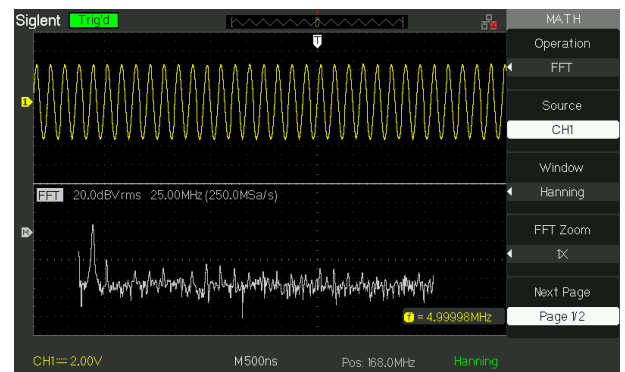 Siglent Trig'd MATH
T
Operation
FFT
1
Source
CH1
Window
FFT 20.0dBVrms 25.00MHz (250.0MSa/s) Hanning
M
FFT Zoom
1X
Next Page
f = 4.99998MHz Page 1/2
CH1 2.00V M500ns Pos: 168.0MHz Hanning